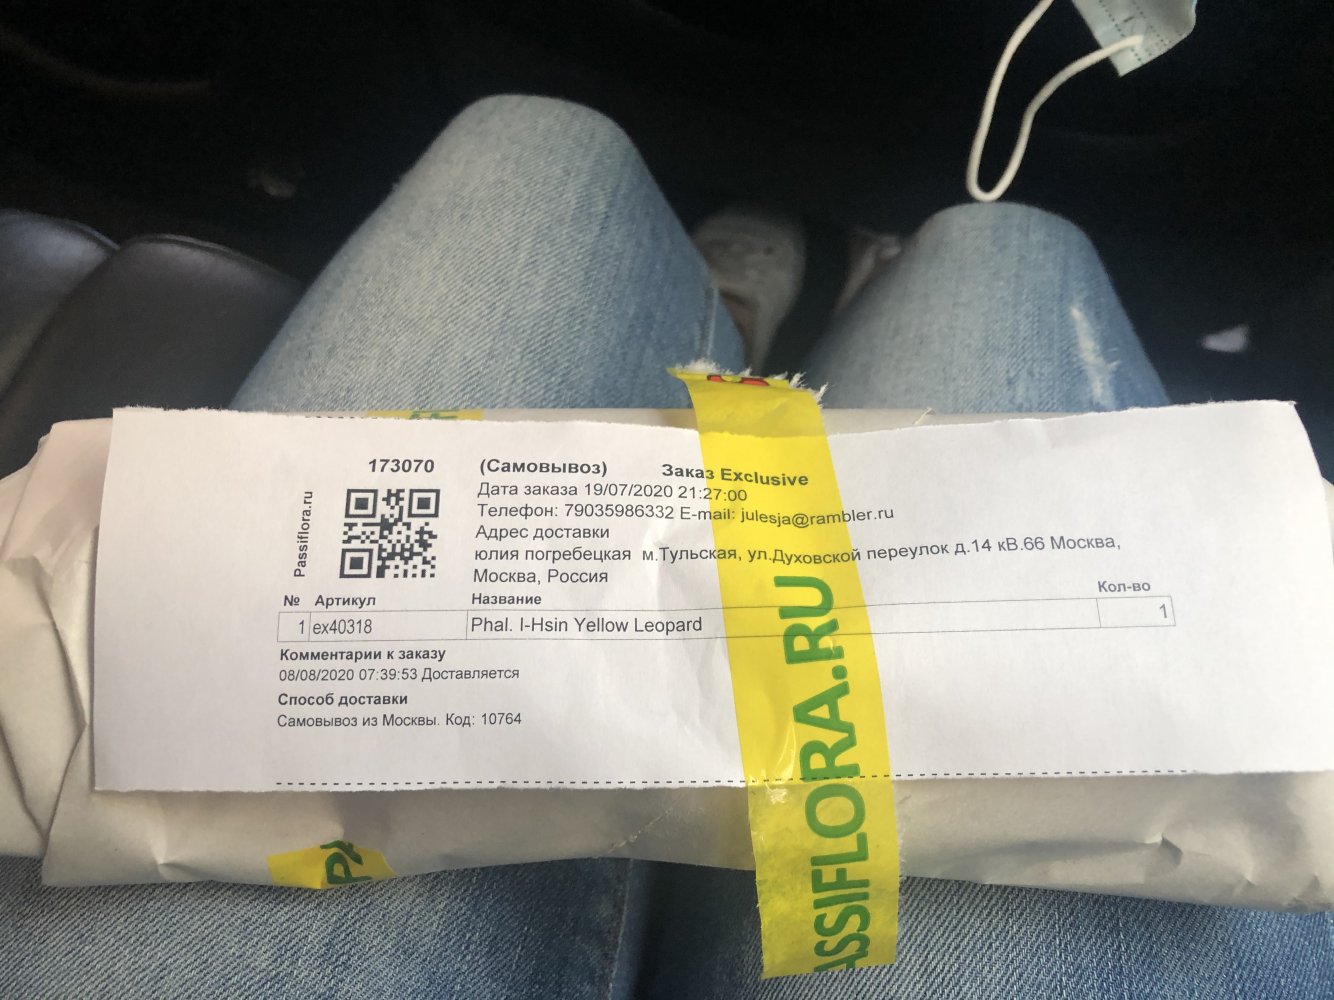 173070 (Самовывоз) Заказ Exclusive
Дата заказа 19/07/2020 21:27:00
Телефон: 79035986332 E-mail: julesja@rambler.ru
Адрес доставки
юлия погребецкая м.Тульская, ул.Духовской переулок д.14 кВ.66 Москва,
Москва, Россия
Passiflora.ru
№ Артикул Название Кол-во
1 ex40318 Phal. I-Hsin Yellow Leopard 1
Комментарии к заказу
08/08/2020 07:39:53 Доставляется
Способ доставки
Самовывоз из Москвы. Код: 10764
ASSIFLORA.RU
PA